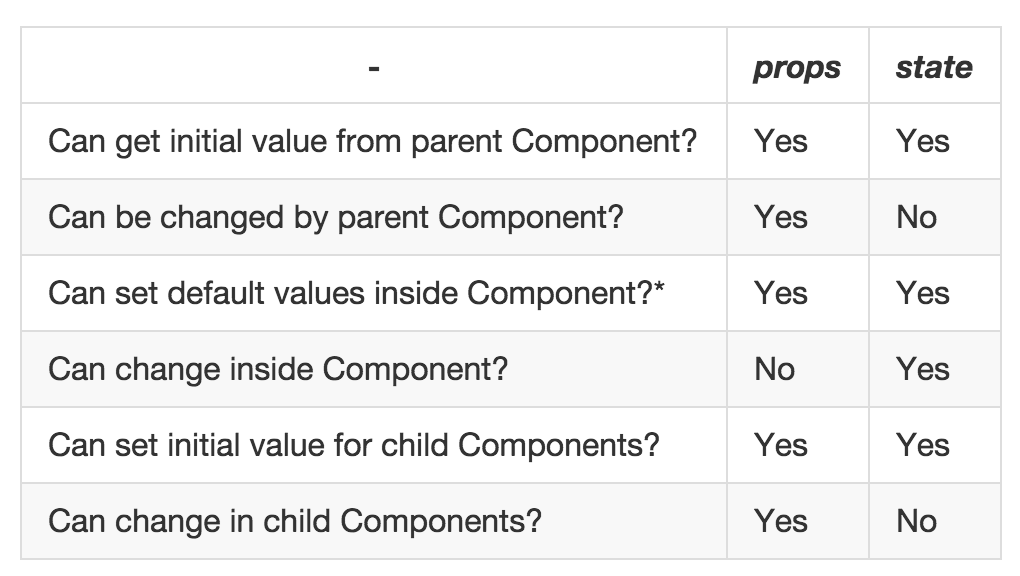 - props state
Can get initial value from parent Component? Yes Yes
Can be changed by parent Component? Yes No
Can set default values inside Component?* Yes Yes
Can change inside Component? No Yes
Can set initial value for child Components? Yes Yes
Can change in child Components? Yes No